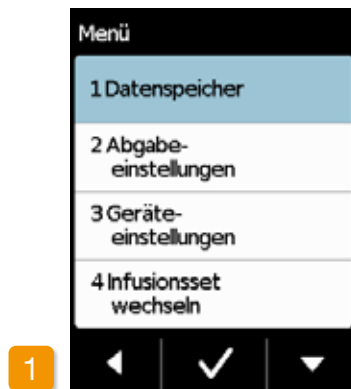 Menü
1 Datenspeicher
2 Abgabe-
einstellungen
3 Geräte-
einstellungen
4 Infusionsset
wechseln
1